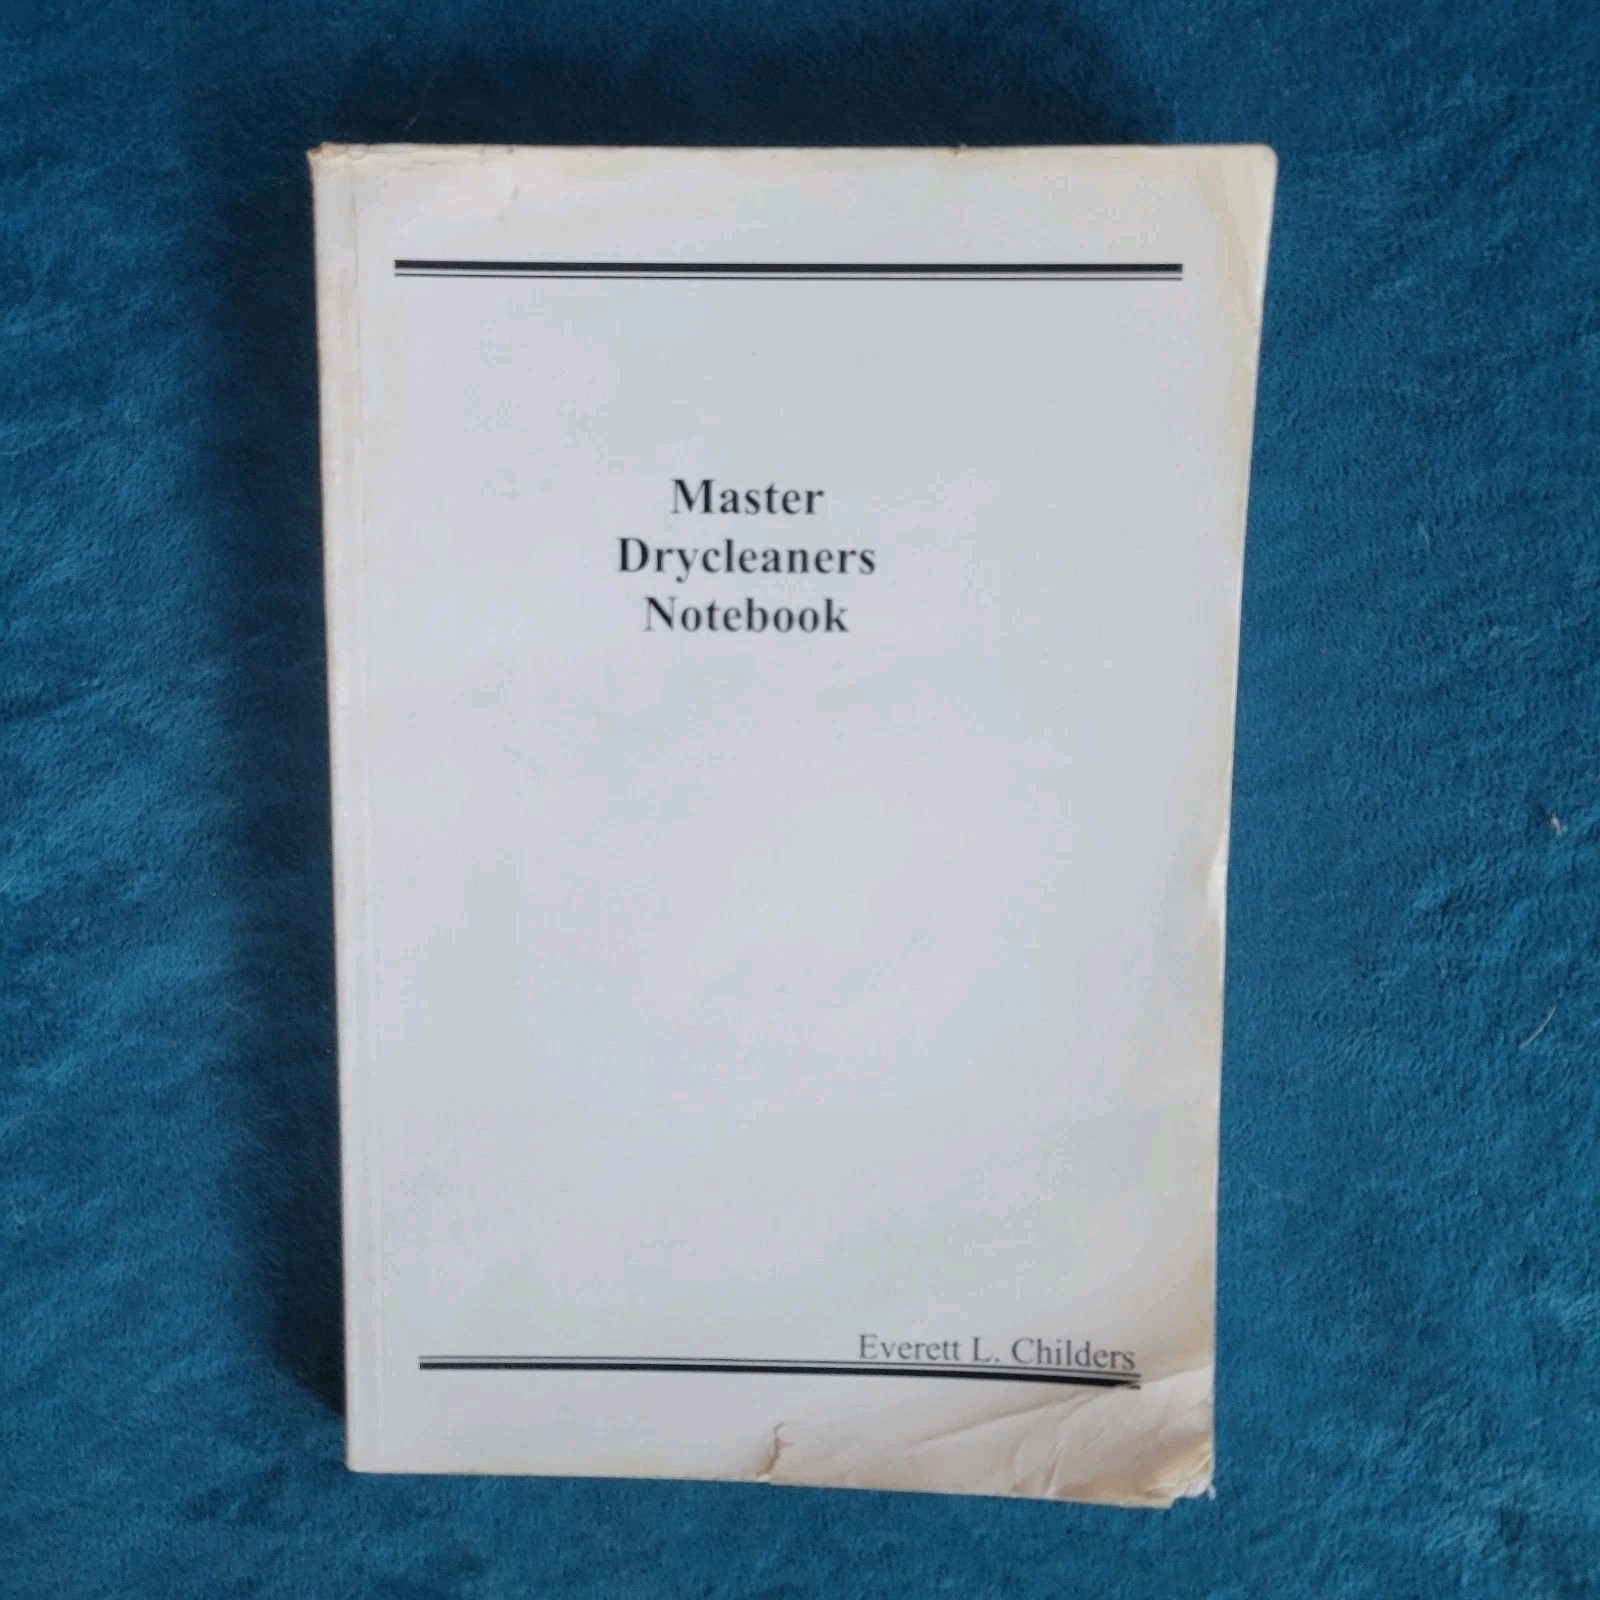 Master
Drycleaners
Notebook
Everett L. Childers